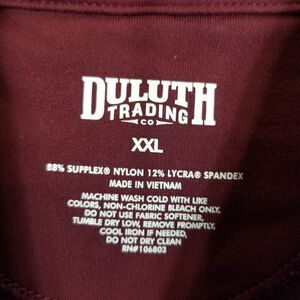 DULUTH
TRADING
CO
XXL
88% SUPPLEX® NYLON 12% LYCRA® SPANDEX
MADE IN VIETNAM
MACHINE WASH COLD WITH LIKE
COLORS, NON-CHLORINE BLEACH ONLY,
DO NOT USE FABRIC SOFTENER,
TUMBLE DRY LOW, REMOVE PROMPTLY,
COOL IRON IF NEEDED,
DO NOT DRY CLEAN
RN#106803